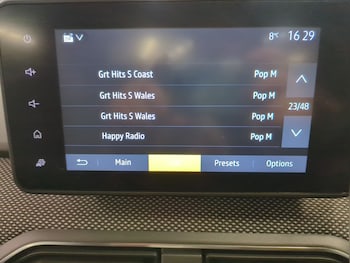 8°c 16 29
Grt Hits S Coast Pop M
Grt Hits S Wales Pop M
23/48
Grt Hits S Wales Pop M
Happy Radio Pop M
Main Presets Options